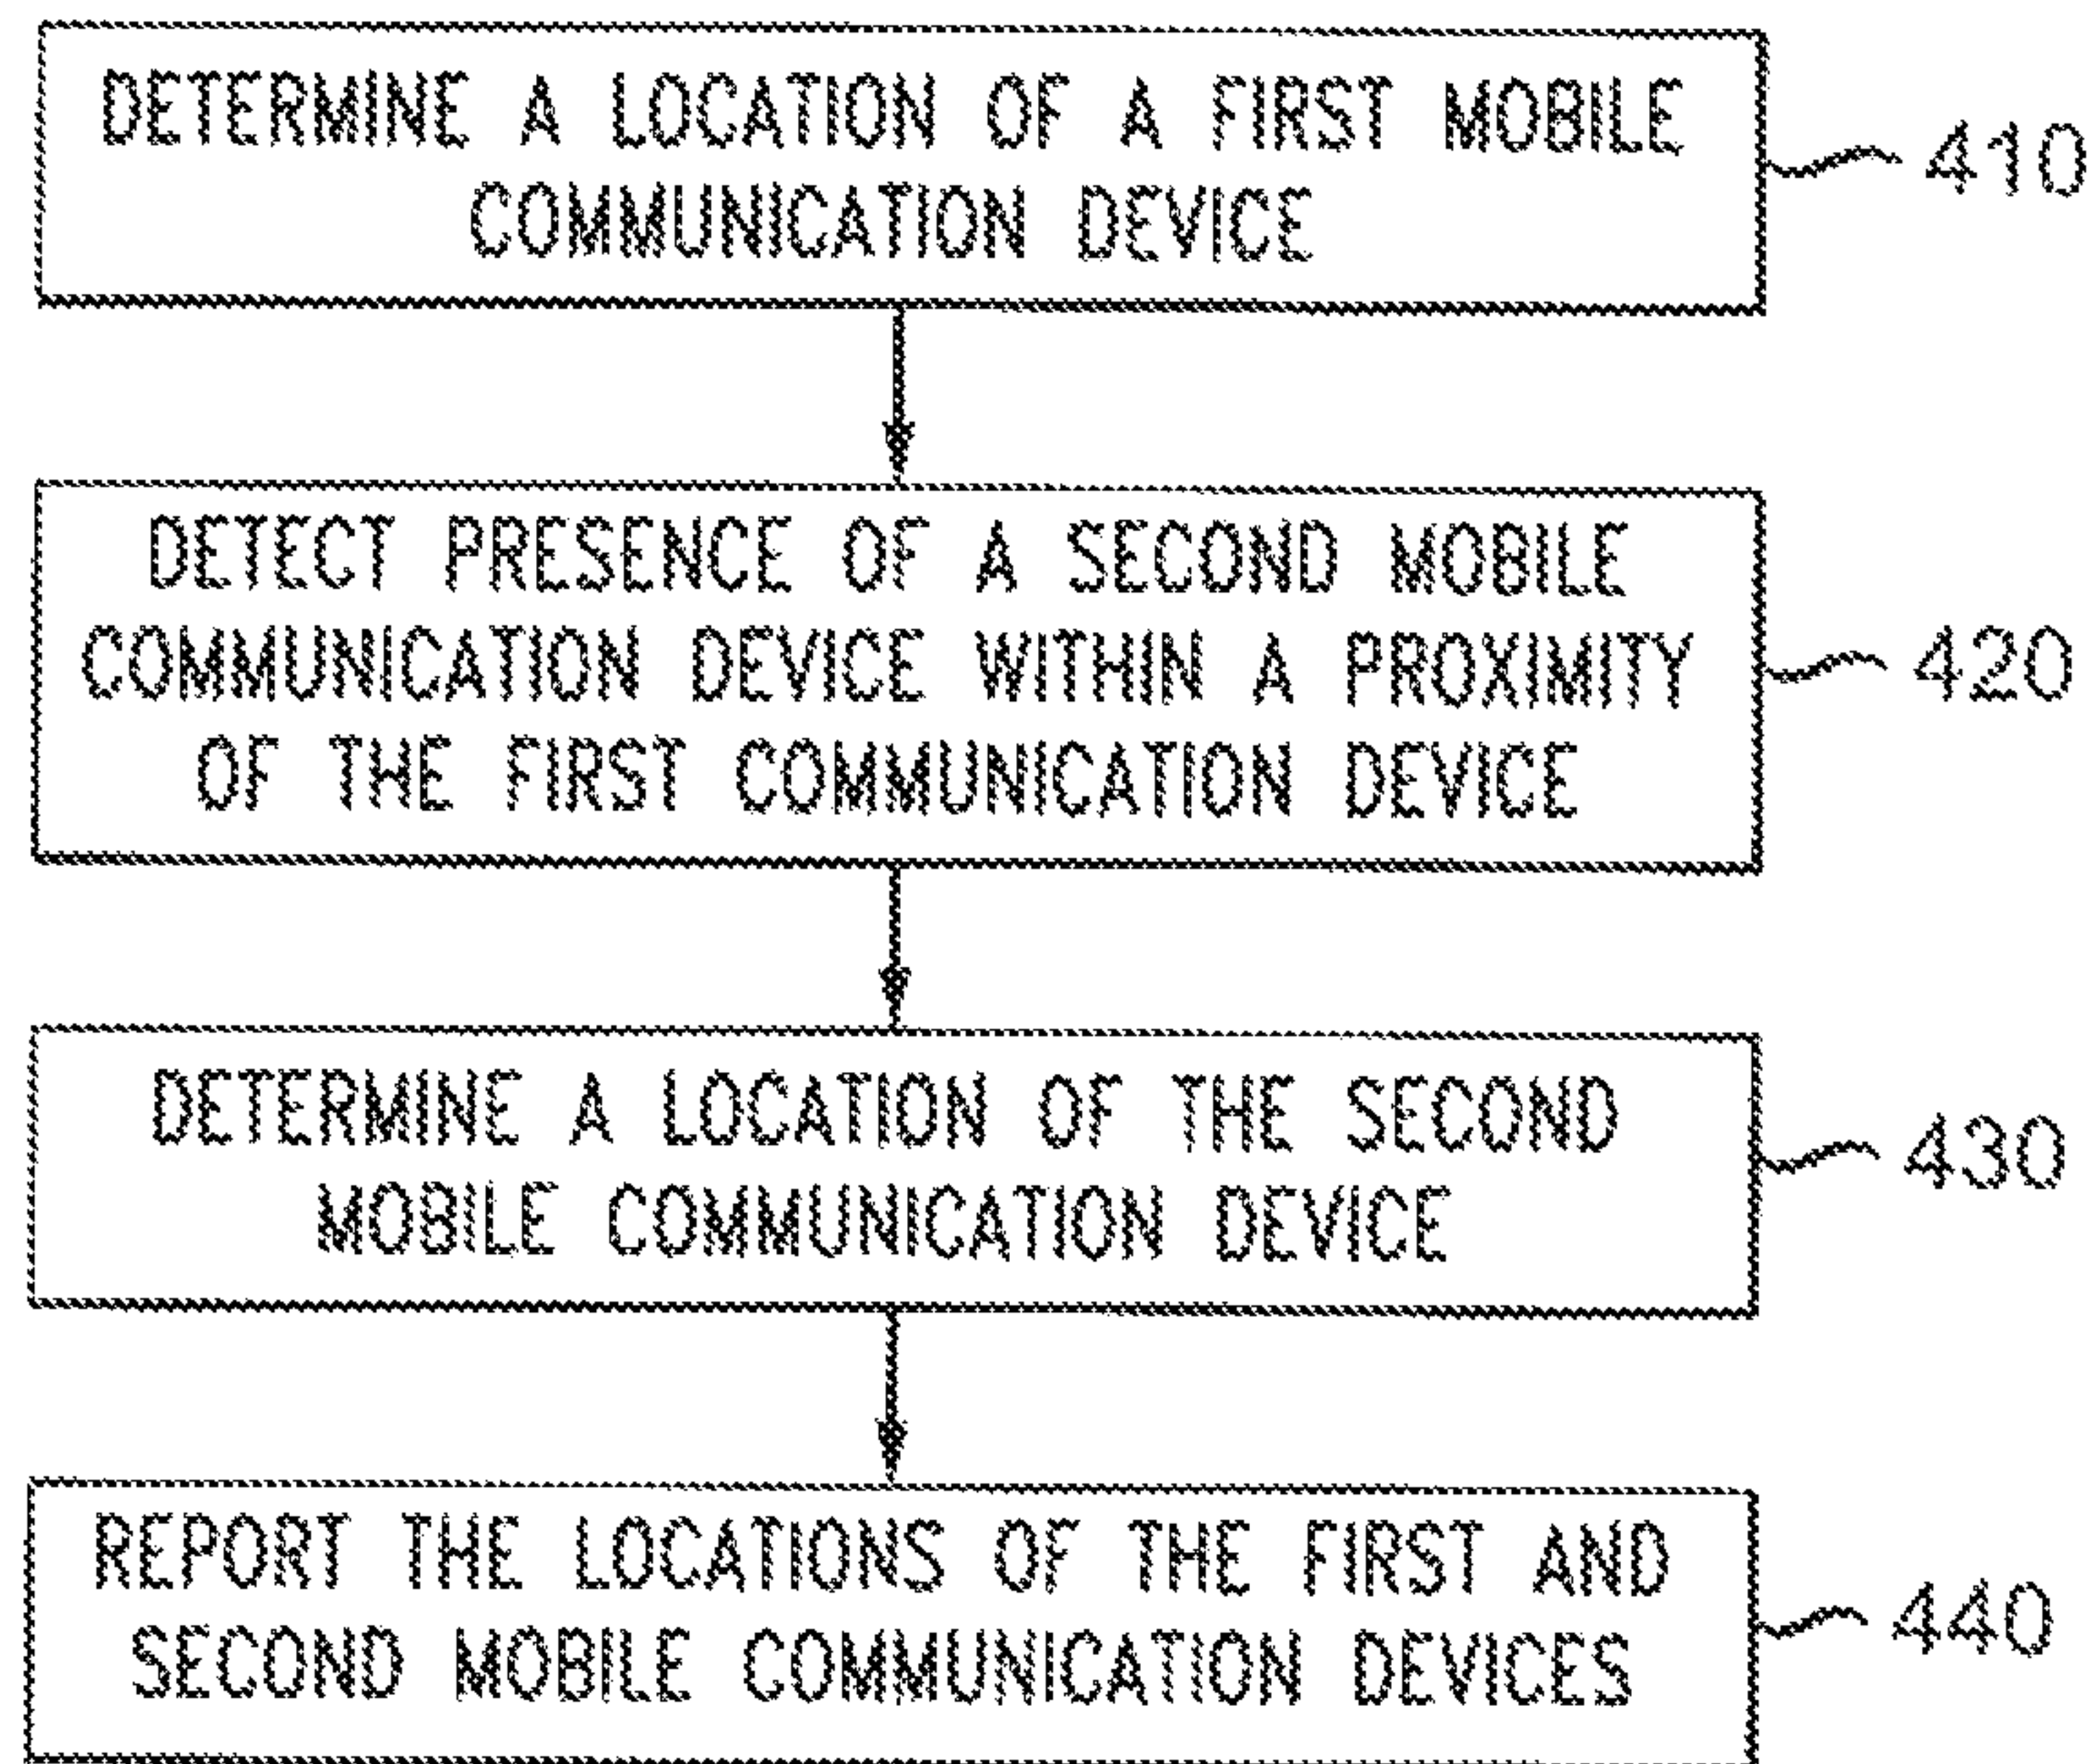 DETERMINE A LOCATION OF A FIRST MOBILE
COMMUNICATION DEVICE
410
DETECT PRESENCE OF A SECOND MOBILE
COMMUNICATION DEVICE WITHIN A PROXIMITY
OF THE FIRST COMMUNICATION DEVICE
420
DETERMINE A LOCATION OF THE SECOND
MOBILE COMMUNICATION DEVICE
430
REPORT THE LOCATIONS OF THE FIRST AND
SECOND MOBILE COMMUNICATION DEVICES
440